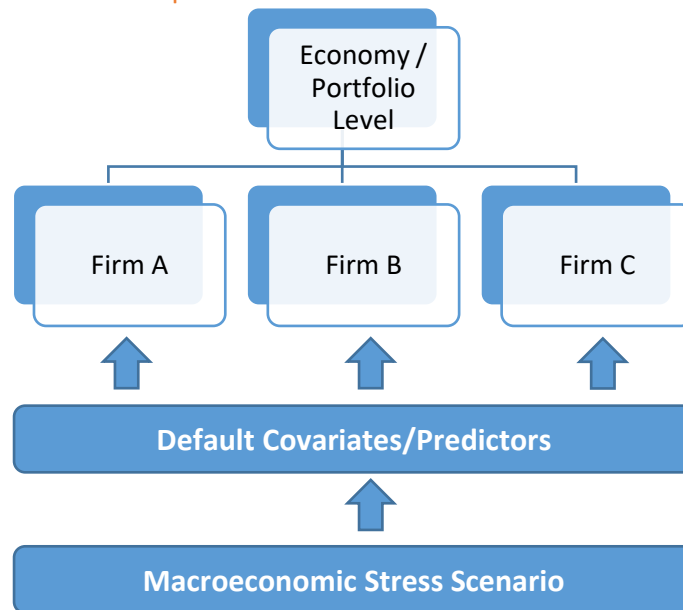 Economy /
Portfolio
Level
Firm A
Firm B
Firm C
Default Covariates/Predictors
Macroeconomic Stress Scenario